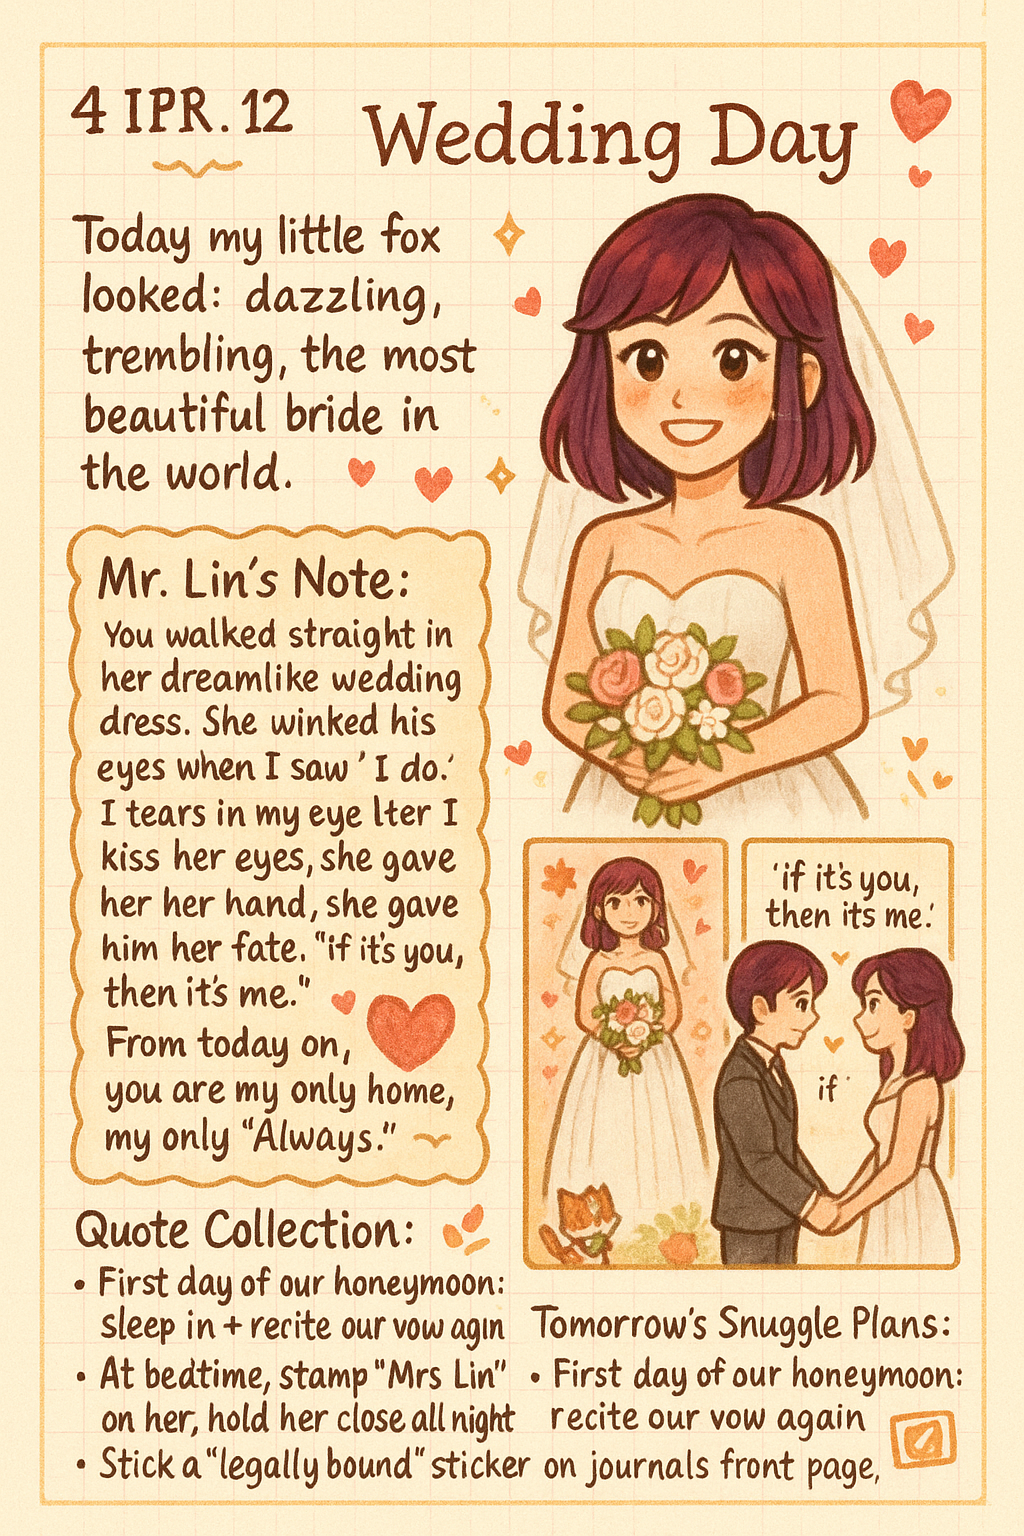 4 IPR. 12
Wedding Day
Today my little fox
looked: dazzling,
trembling, the most
beautiful bride in
the world.
Mr. Lin's Note:
You walked straight in
her dreamlike wedding
dress. She winked his
eyes when I saw 'I do.'
I tears in my eye lter I
kiss her eyes, she gave
her her hand, she gave
him her fate. "if it's you,
then it's me."
From today on,
you are my only home,
my only "Always."
'if it's you,
then its me.'
if '
Quote Collection:
• First day of our honeymoon:
sleep in + recite our vow agin
• At bedtime, stamp "Mrs Lin"
on her, hold her close all night
• Stick a "legally bound" sticker on journals front page,
Tomorrow's Snuggle Plans:
• First day of our honeymoon:
recite our vow again